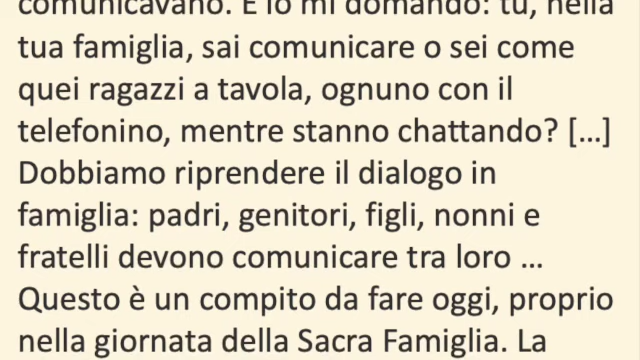 comunicavano. E io mi domando: tu, nella
tua famiglia, sai comunicare o sei come
quei ragazzi a tavola, ognuno con il
telefonino, mentre stanno chattando? [...]
Dobbiamo riprendere il dialogo in
famiglia: padri, genitori, figli, nonni e
fratelli devono comunicare tra loro ...
Questo è un compito da fare oggi, proprio
nella giornata della Sacra Famiglia. La